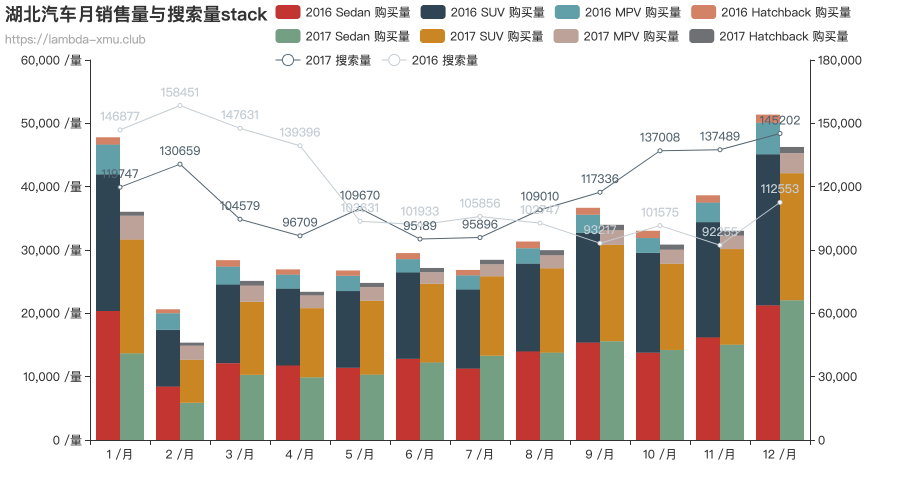 湖北汽车月销售量与搜索量stack
https://lambda-xmu.club
2016 Sedan 购买量 2016 SUV 购买量 2016 MPV 购买量 2016 Hatchback 购买量
2017 Sedan 购买量 2017 SUV 购买量 2017 MPV 购买量 2017 Hatchback 购买量
2017 搜索量 2016 搜索量
60,000 /量
50,000 /量
40,000 /量
30,000 /量
20,000 /量
10,000 /量
0 /量
180,000
150,000
120,000
90,000
60,000
30,000
0
146877 158451 147631 139396 103631 101933 105856 102747 93217 101575 92255 112553
119747 130659 104579 96709 109670 95189 95896 109010 117336 137008 137489 145202
1 /月 2 /月 3 /月 4 /月 5 /月 6 /月 7 /月 8 /月 9 /月 10 /月 11 /月 12 /月